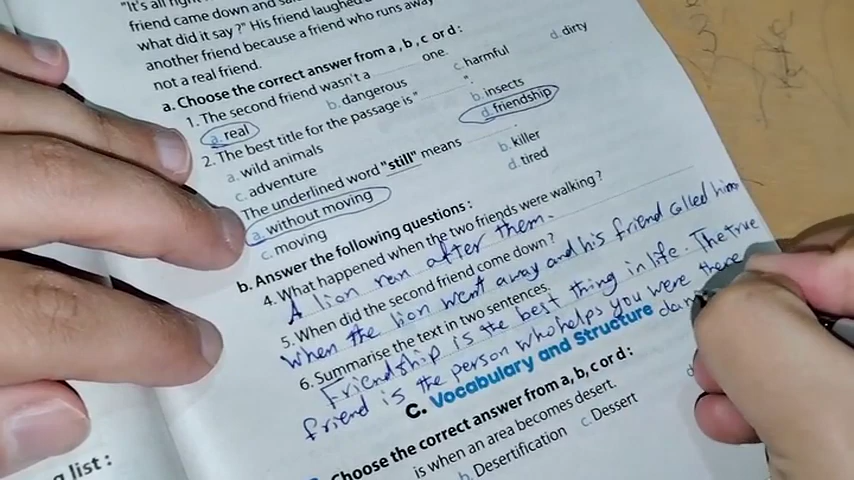 "It's all right
friend came down and sa
what did it say?" His friend laughed
another friend because a friend who runs away
not a real friend.
a. Choose the correct answer from a , b , c or d :
1. The second friend wasn't a ______ one.
a. real b. dangerous c. harmful d. dirty
2. The best title for the passage is " ______ ".
a. wild animals b. insects
c. adventure d. friendship
The underlined word "still" means ______ .
a. without moving b. killer
c. moving d. tired
b. Answer the following questions :
4. What happened when the two friends were walking?
A lion ran after them.
5. When did the second friend come down?
when the lion went away and his friend called him
6. Summarise the text in two sentences.
Friendship is the best thing in life. The true
friend is the person who helps you were there
dan
C. Vocabulary and Structure
Choose the correct answer from a, b, c or d :
is when an area becomes desert.
b. Desertification c. Dessert
g list :